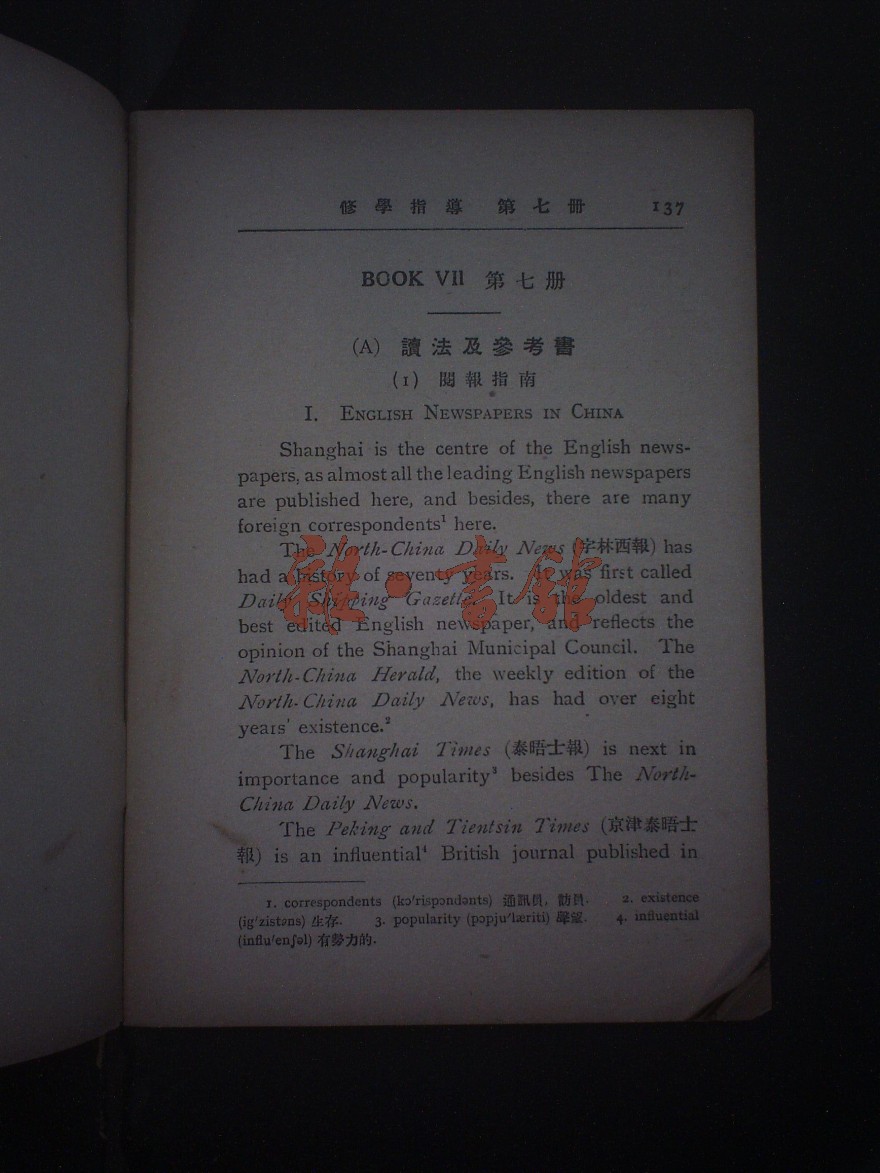 修學指導 第七册 137
BOOK VII 第七册
(A) 讀法及參考書
(1) 閱報指南
I. ENGLISH NEWSPAPERS IN CHINA
Shanghai is the centre of the English news-
papers, as almost all the leading English newspapers
are published here, and besides, there are many
foreign correspondents¹ here.
The North-China Daily News (字林西報) has
had a history of seventy years. It was first called
Daily Shipping Gazette. It is the oldest and
best edited English newspaper, and reflects the
opinion of the Shanghai Municipal Council. The
North-China Herald, the weekly edition of the
North-China Daily News, has had over eight
years' existence.²
The Shanghai Times (泰晤士報) is next in
importance and popularity³ besides The North-
China Daily News.
The Peking and Tientsin Times (京津泰晤士
報) is an influential⁴ British journal published in
1. correspondents (kɔ'rispɔndənts) 通訊員, 訪員. 2. existence
(ig'zistəns) 生存. 3. popularity (pɔpju'læriti) 聲望. 4. influential
(influ'enʃəl) 有勢力的.
雜·書館